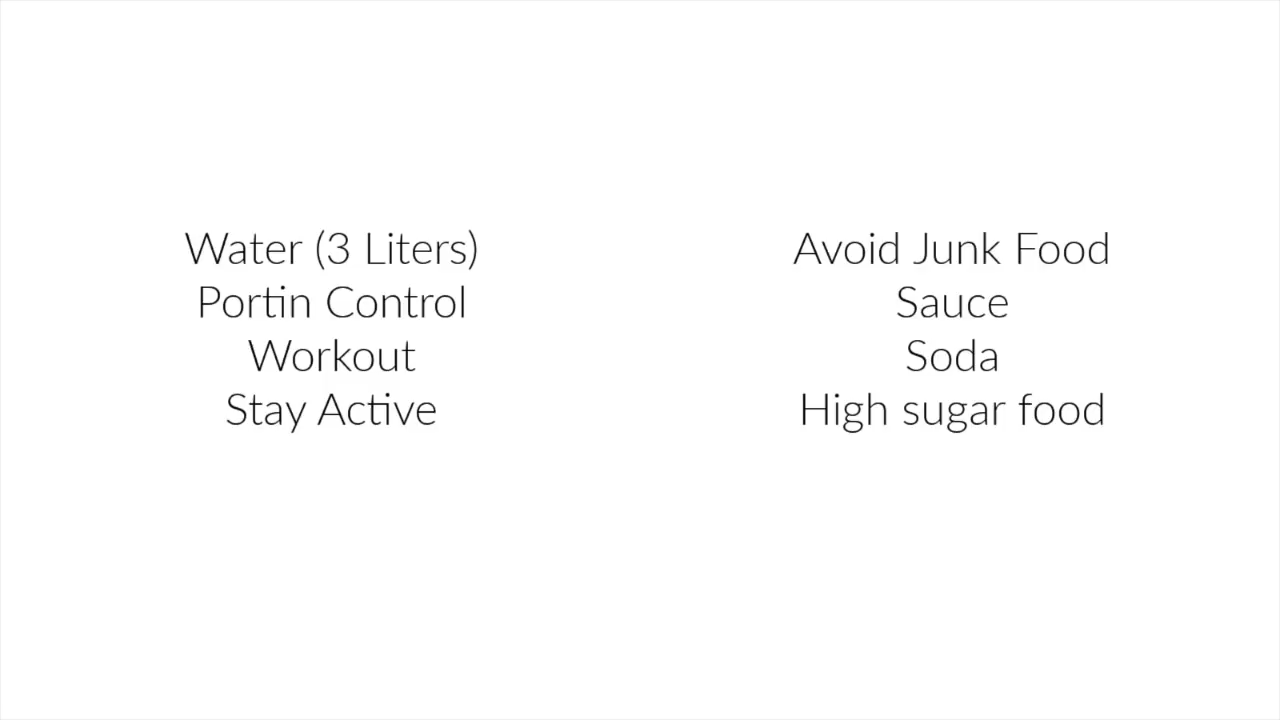 Water (3 Liters)
Portin Control
Workout
Stay Active
Avoid Junk Food
Sauce
Soda
High sugar food